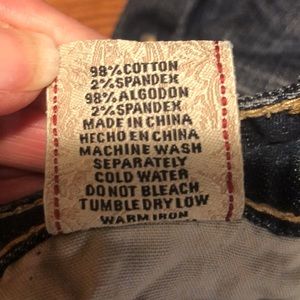 98% COTTON
2% SPANDEX
98% ALGODON
2% SPANDEX
MADE IN CHINA
HECHO EN CHINA
MACHINE WASH
SEPARATELY
COLD WATER
DO NOT BLEACH
TUMBLE DRY LOW
WARM IRON